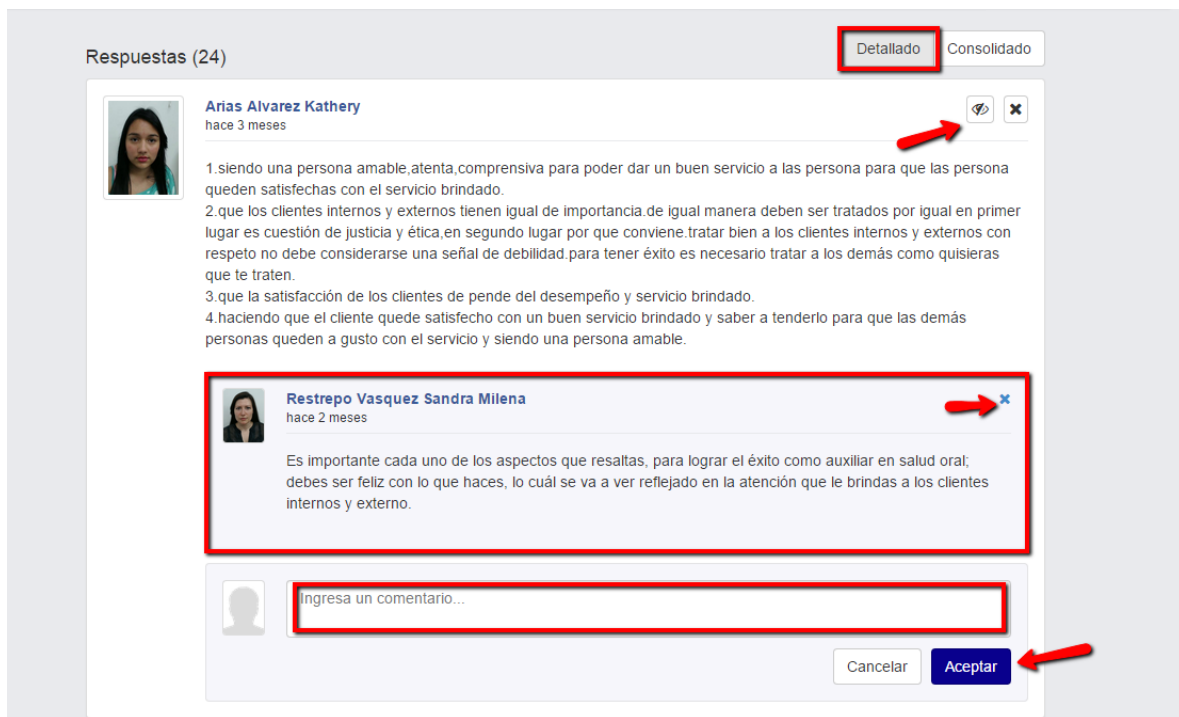 Respuestas (24)
Detallado
Consolidado
Arias Alvarez Kathery
hace 3 meses
1.siendo una persona amable,atenta,comprensiva para poder dar un buen servicio a las persona para que las persona
queden satisfechas con el servicio brindado.
2.que los clientes internos y externos tienen igual de importancia.de igual manera deben ser tratados por igual en primer
lugar es cuestión de justicia y ética,en segundo lugar por que conviene.tratar bien a los clientes internos y externos con
respeto no debe considerarse una señal de debilidad.para tener éxito es necesario tratar a los demás como quisieras
que te traten.
3.que la satisfacción de los clientes de pende del desempeño y servicio brindado.
4.haciendo que el cliente quede satisfecho con un buen servicio brindado y saber a tenderlo para que las demás
personas queden a gusto con el servicio y siendo una persona amable.
Restrepo Vasquez Sandra Milena
hace 2 meses
Es importante cada uno de los aspectos que resaltas, para lograr el éxito como auxiliar en salud oral;
debes ser feliz con lo que haces, lo cuál se va a ver reflejado en la atención que le brindas a los clientes
internos y externo.
Ingresa un comentario...
Cancelar
Aceptar